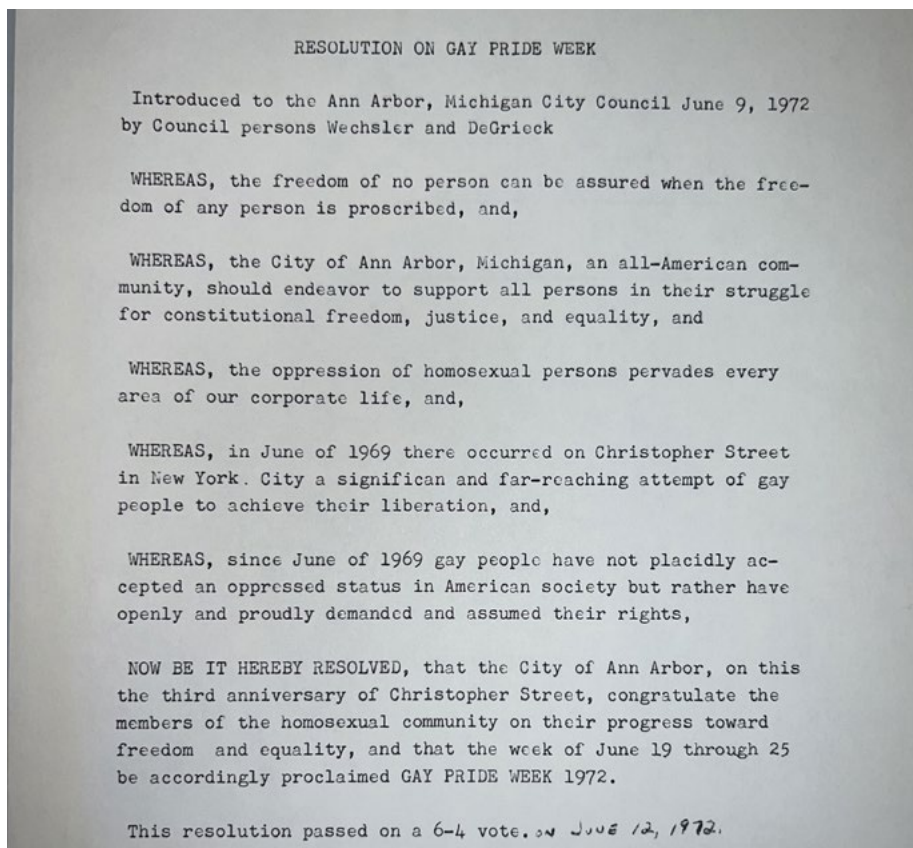 RESOLUTION ON GAY PRIDE WEEK
Introduced to the Ann Arbor, Michigan City Council June 9, 1972
by Council persons Wechsler and DeGrieck
WHEREAS, the freedom of no person can be assured when the free-
dom of any person is proscribed, and,
WHEREAS, the City of Ann Arbor, Michigan, an all-American com-
munity, should endeavor to support all persons in their struggle
for constitutional freedom, justice, and equality, and
WHEREAS, the oppression of homosexual persons pervades every
area of our corporate life, and,
WHEREAS, in June of 1969 there occurred on Christopher Street
in New York. City a significan and far-reaching attempt of gay
people to achieve their liberation, and,
WHEREAS, since June of 1969 gay people have not placidly ac-
cepted an oppressed status in American society but rather have
openly and proudly demanded and assumed their rights,
NOW BE IT HEREBY RESOLVED, that the City of Ann Arbor, on this
the third anniversary of Christopher Street, congratulate the
members of the homosexual community on their progress toward
freedom and equality, and that the week of June 19 through 25
be accordingly proclaimed GAY PRIDE WEEK 1972.
This resolution passed on a 6-4 vote. ON JUNE 12, 1972.